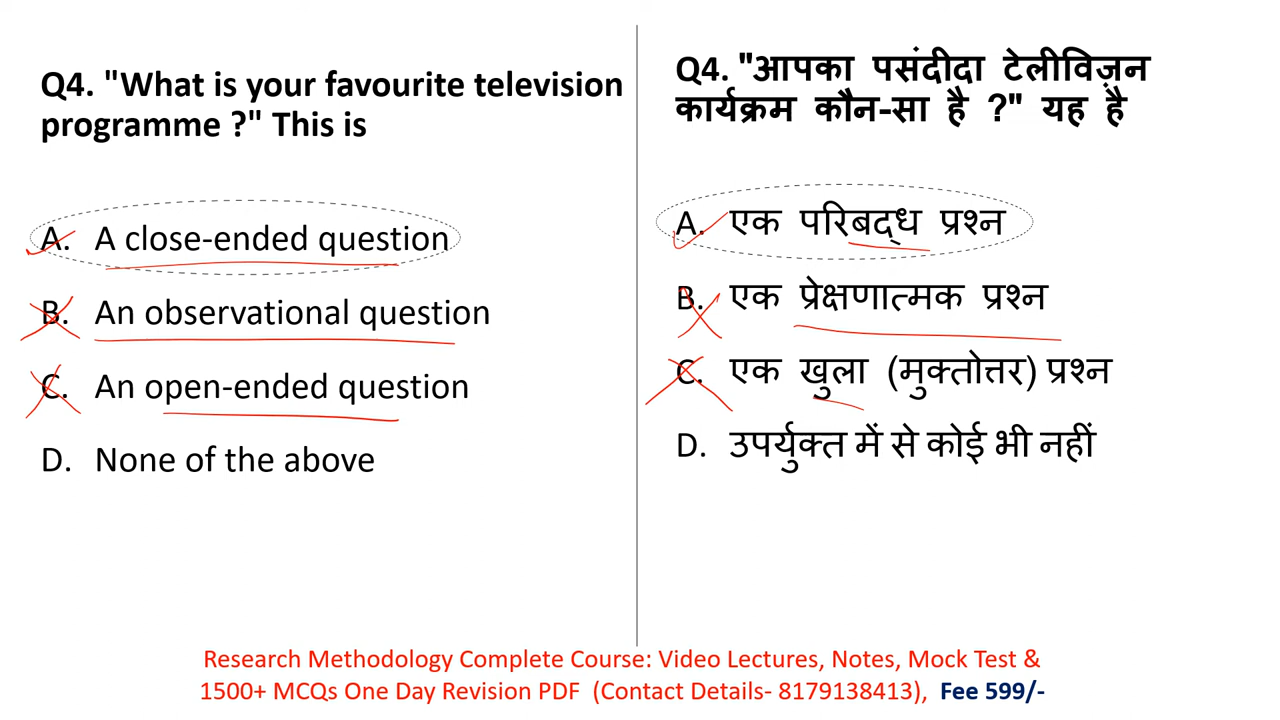 Q4. "What is your favourite television
programme ?" This is
A. A close-ended question
B. An observational question
C. An open-ended question
D. None of the above
Q4. "आपका पसंदीदा टेलीविज़न
कार्यक्रम कौन-सा है ?" यह है
A. एक परिबद्ध प्रश्न
B. एक प्रेक्षणात्मक प्रश्न
C. एक खुला (मुक्तोत्तर) प्रश्न
D. उपर्युक्त में से कोई भी नहीं
Research Methodology Complete Course: Video Lectures, Notes, Mock Test &
1500+ MCQs One Day Revision PDF (Contact Details- 8179138413), Fee 599/-